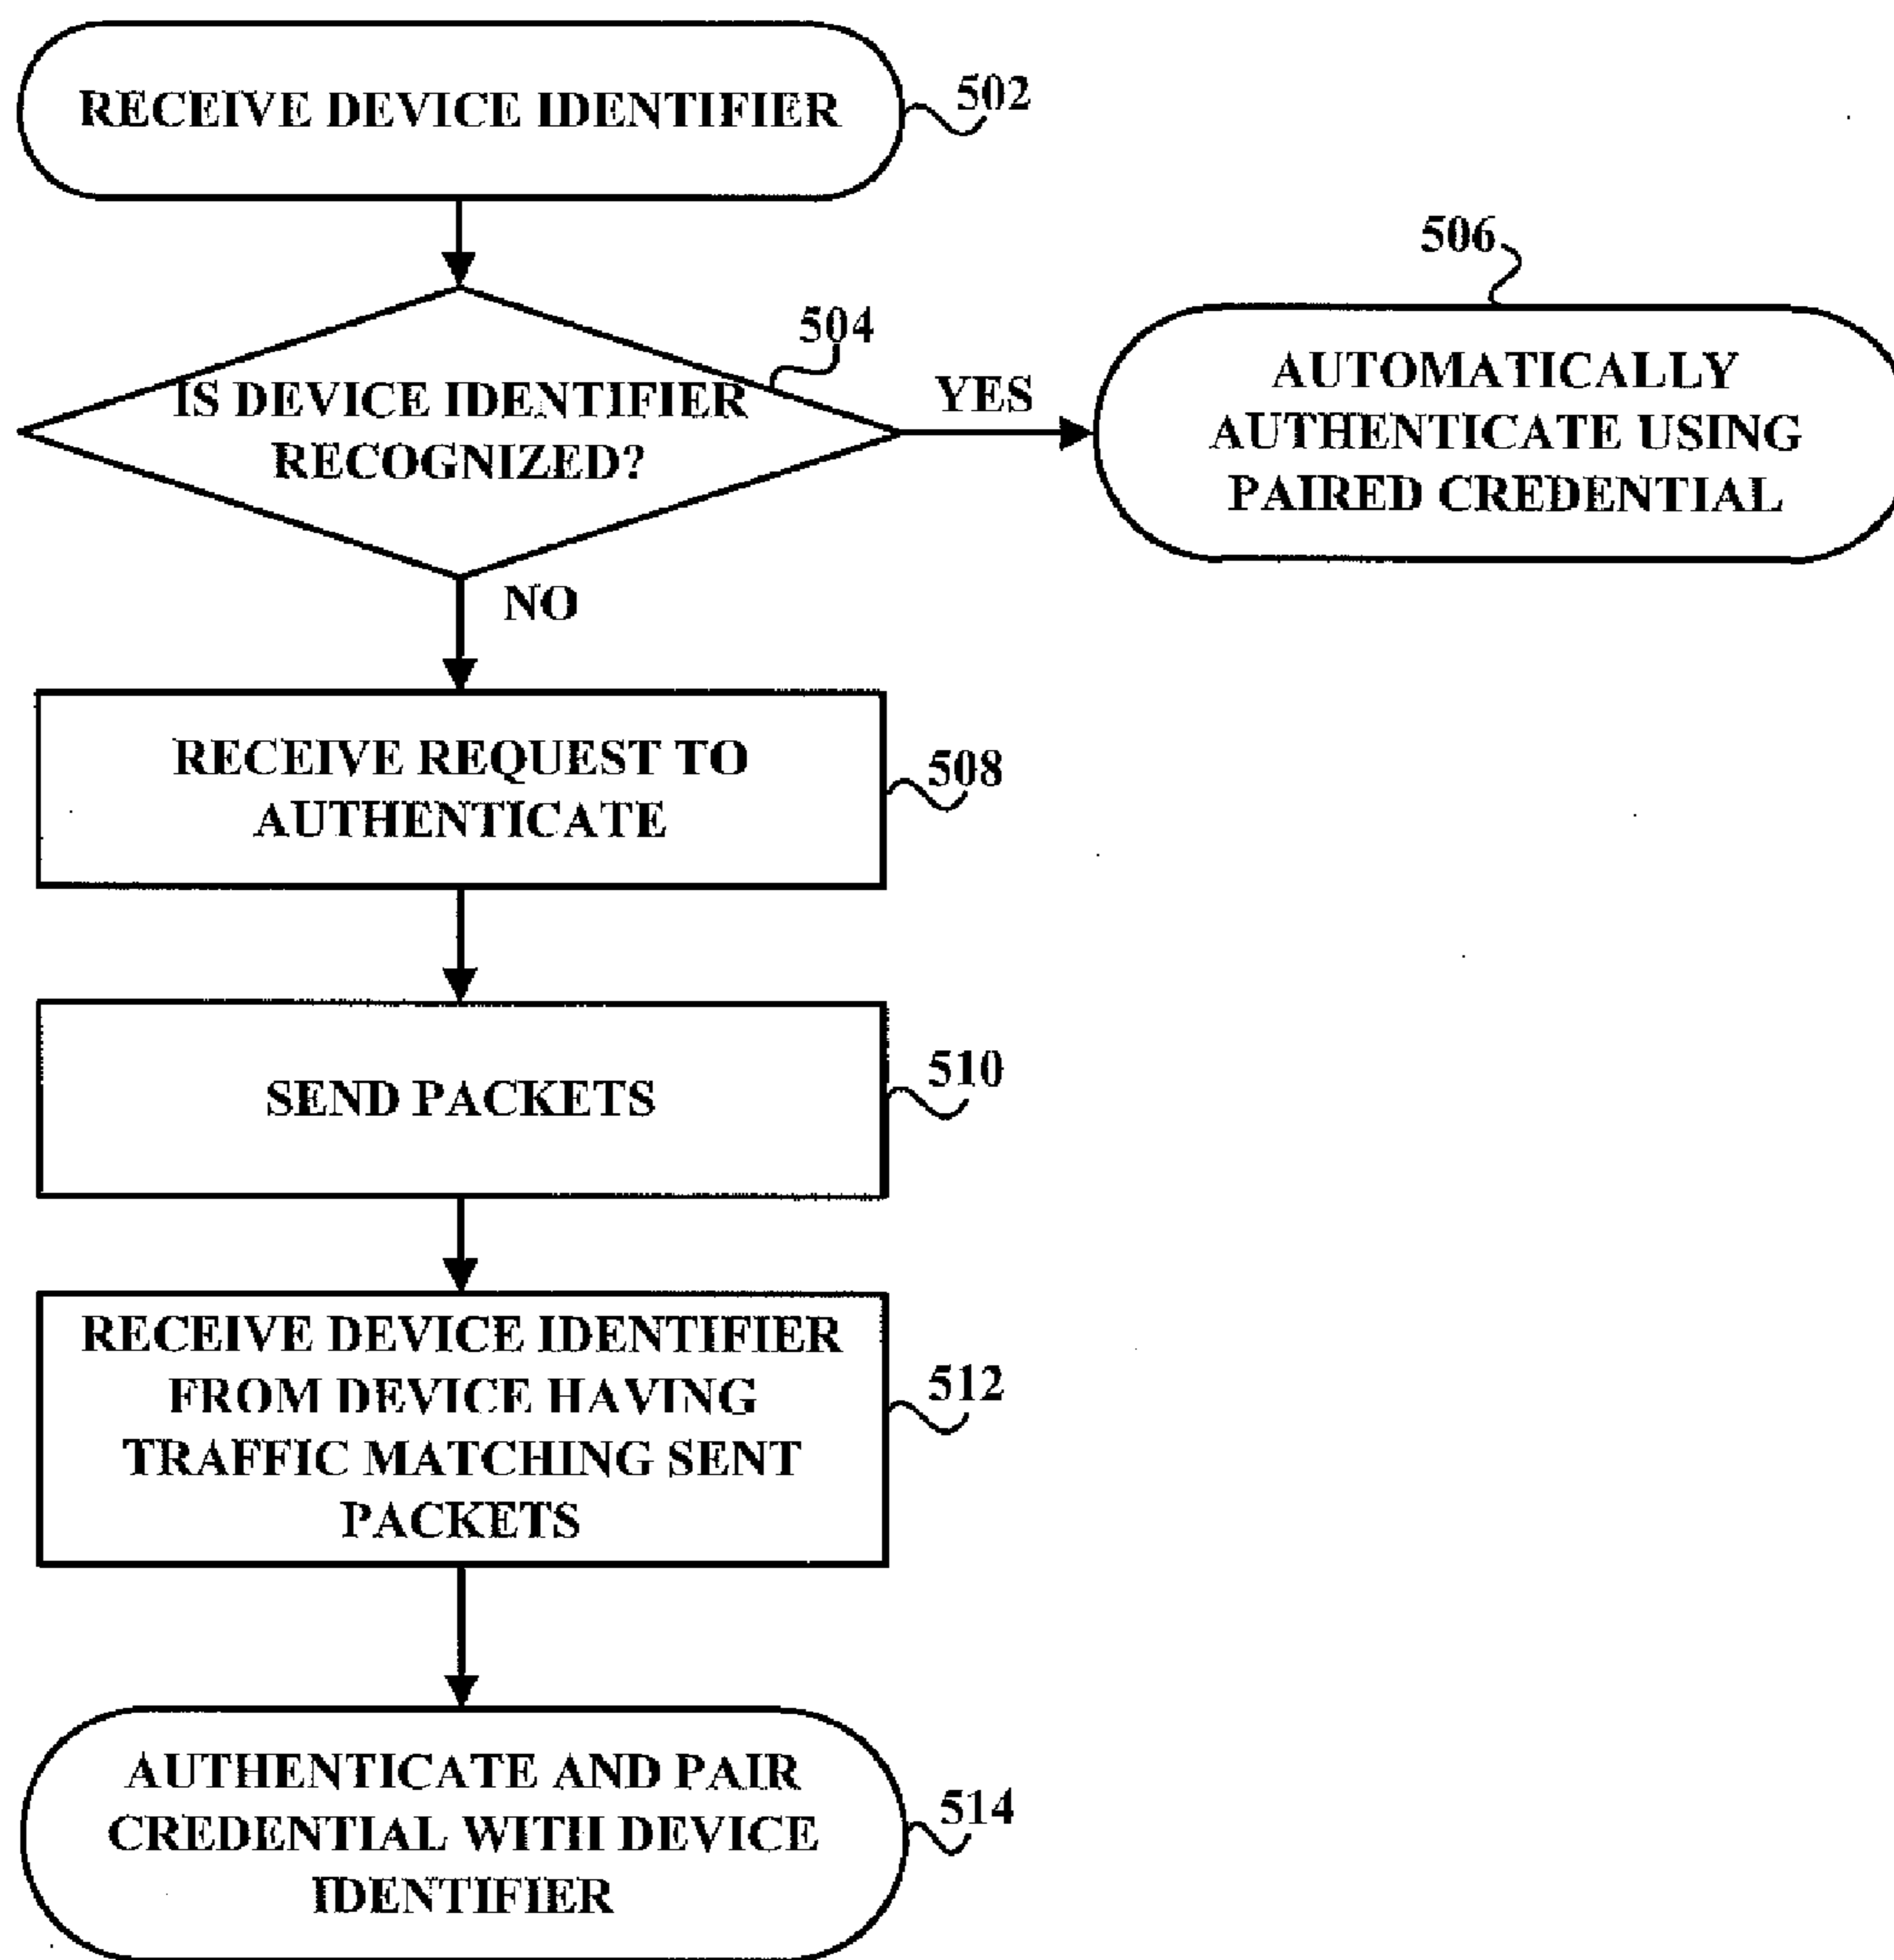 RECEIVE DEVICE IDENTIFIER
502
506
504
IS DEVICE IDENTIFIER
RECOGNIZED?
YES
AUTOMATICALLY
AUTHENTICATE USING
PAIRED CREDENTIAL
NO
RECEIVE REQUEST TO
AUTHENTICATE
508
SEND PACKETS
510
RECEIVE DEVICE IDENTIFIER
FROM DEVICE HAVING
TRAFFIC MATCHING SENT
PACKETS
512
AUTHENTICATE AND PAIR
CREDENTIAL WITH DEVICE
IDENTIFIER
514